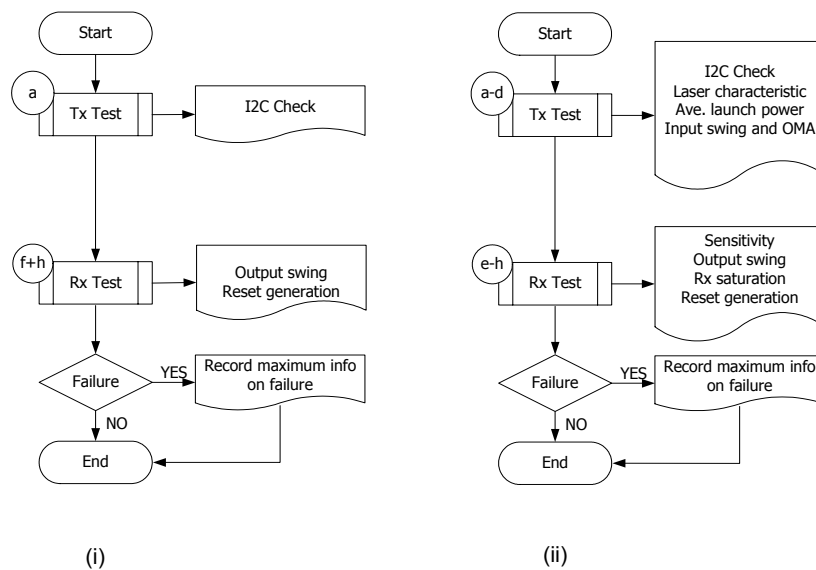 Start
a
Tx Test
I2C Check
f+h
Rx Test
Output swing
Reset generation
Failure
YES
Record maximum info
on failure
NO
End
(i)
Start
a-d
Tx Test
I2C Check
Laser characteristic
Ave. launch power
Input swing and OMA
e-h
Rx Test
Sensitivity
Output swing
Rx saturation
Reset generation
Failure
YES
Record maximum info
on failure
NO
End
(ii)